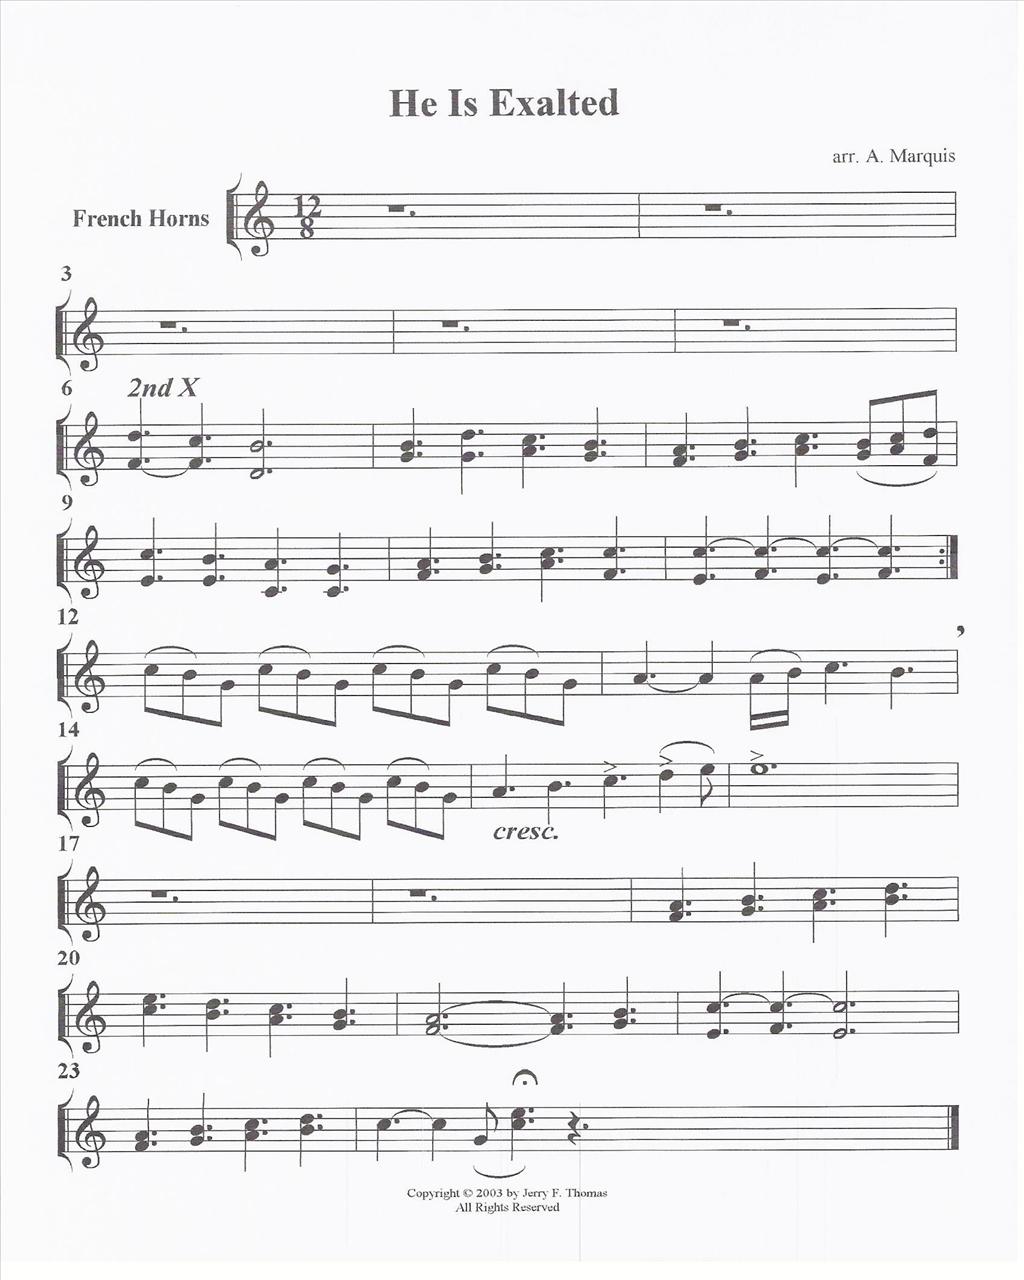 He Is Exalted
arr. A. Marquis
French Horns
12
8
3
6
2nd X
9
12
14
cresc.
17
20
23
Copyright © 2003 by Jerry F. Thomas
All Rights Reserved